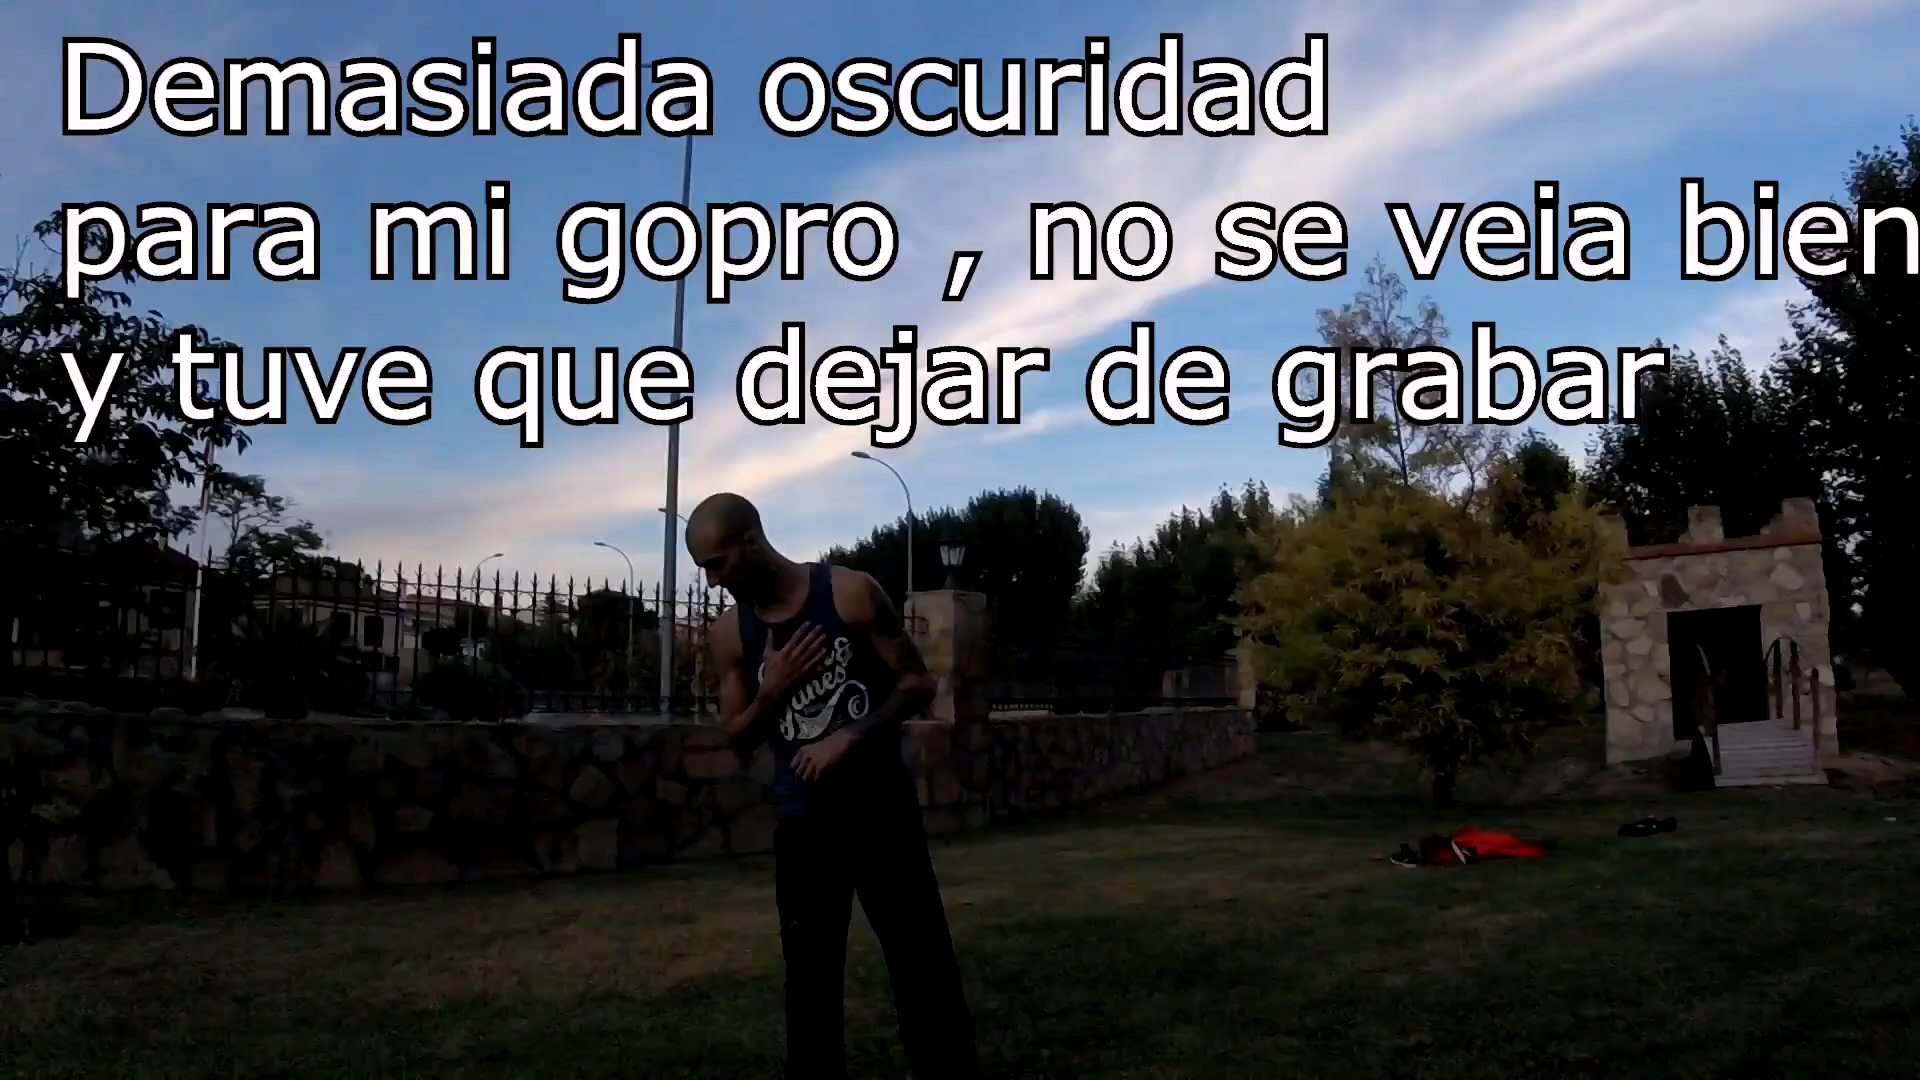 Demasiada oscuridad
para mi gopro , no se veia bien
y tuve que dejar de grabar